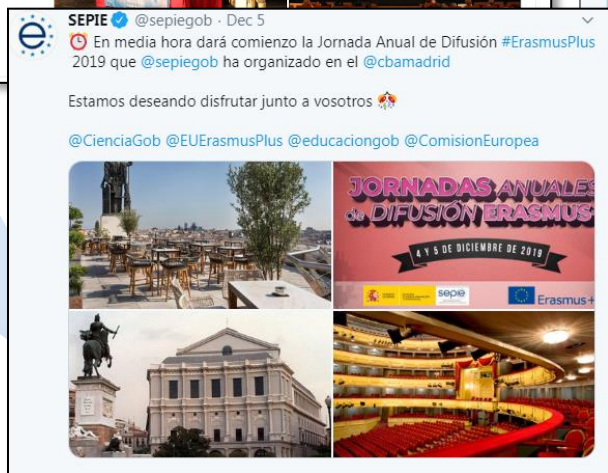 SEPIE @sepiegob · Dec 5
⏰ En media hora dará comienzo la Jornada Anual de Difusión #ErasmusPlus
2019 que @sepiegob ha organizado en el @cbamadrid
Estamos deseando disfrutar junto a vosotros 🎊
@CienciaGob @EUErasmusPlus @educaciongob @ComisionEuropea
JORNADAS ANUALES
de DIFUSIÓN ERASMUS+
4 Y 5 DE DICIEMBRE DE 2019
sepie
Erasmus+